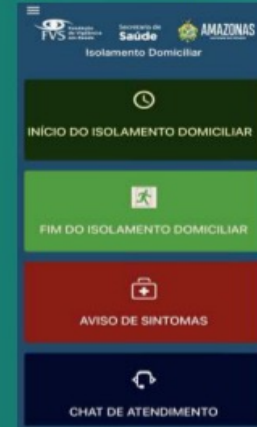 FVS
Secretaria de
Saúde
AMAZONAS
Isolamento Domiciliar
INÍCIO DO ISOLAMENTO DOMICILIAR
FIM DO ISOLAMENTO DOMICILIAR
AVISO DE SINTOMAS
CHAT DE ATENDIMENTO